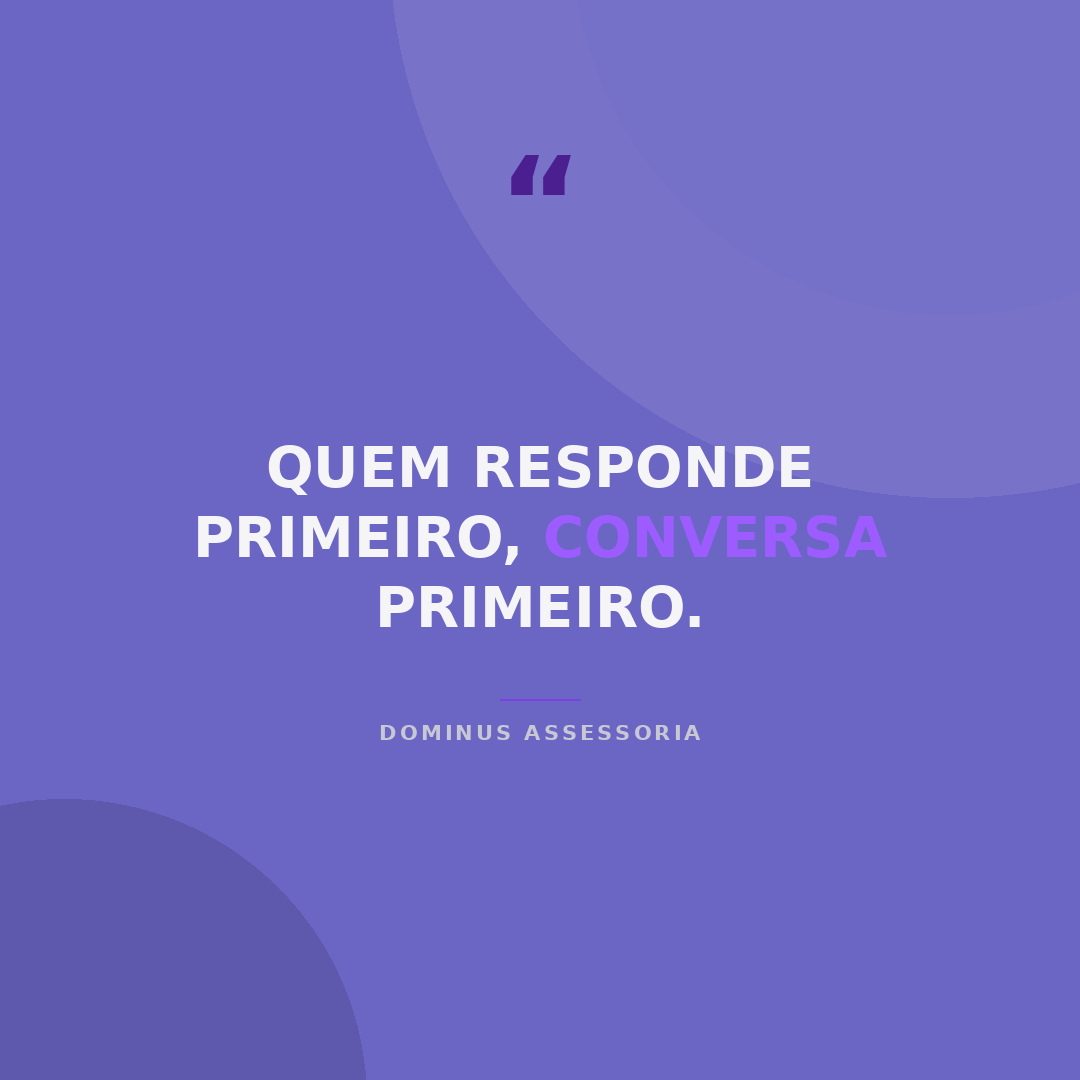 “
QUEM RESPONDE
PRIMEIRO, CONVERSA
PRIMEIRO.
DOMINUS ASSESSORIA